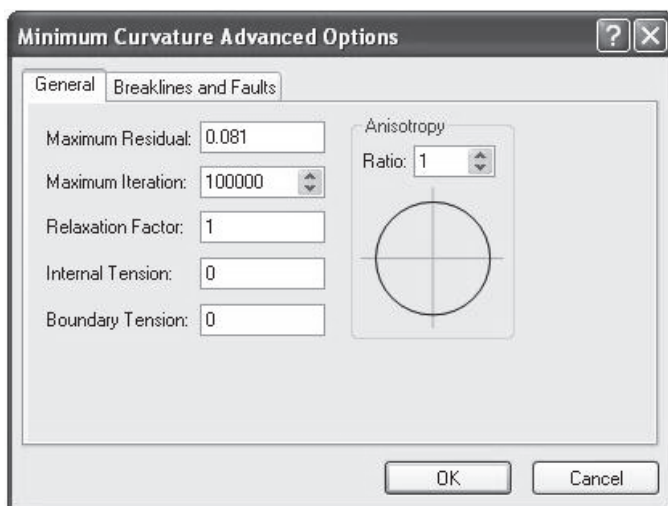 Minimum Curvature Advanced Options
?
General
Breaklines and Faults
Maximum Residual: 0.081
Maximum Iteration: 100000
Relaxation Factor: 1
Internal Tension: 0
Boundary Tension: 0
Anisotropy
Ratio: 1
OK
Cancel